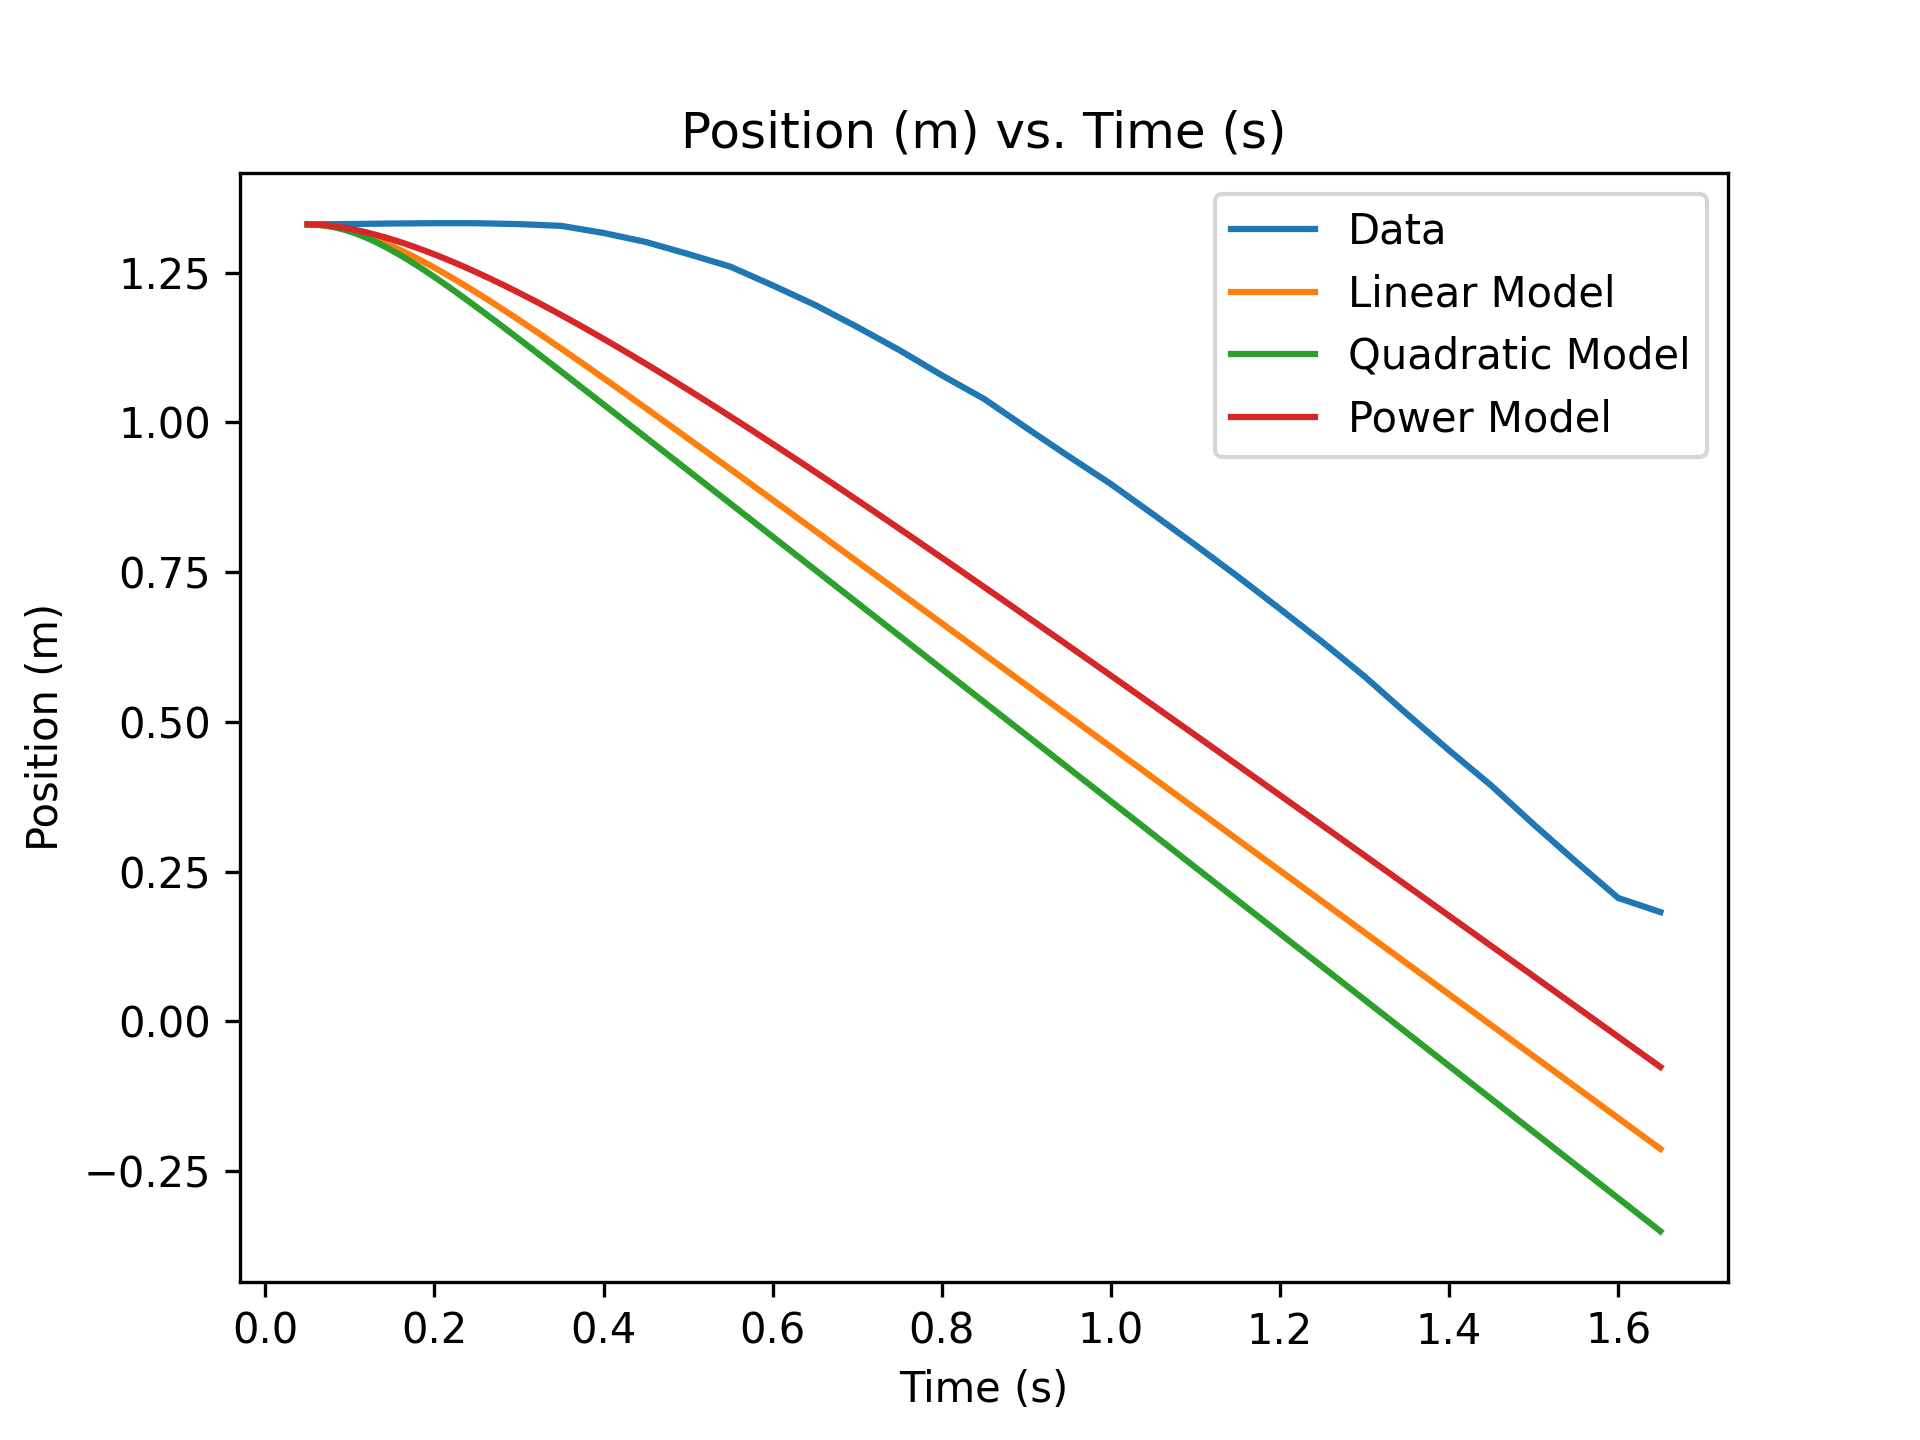 Position (m) vs. Time (s)
Data
Linear Model
Quadratic Model
Power Model
Position (m)
1.25
1.00
0.75
0.50
0.25
0.00
−0.25
0.0 0.2 0.4 0.6 0.8 1.0 1.2 1.4 1.6
Time (s)